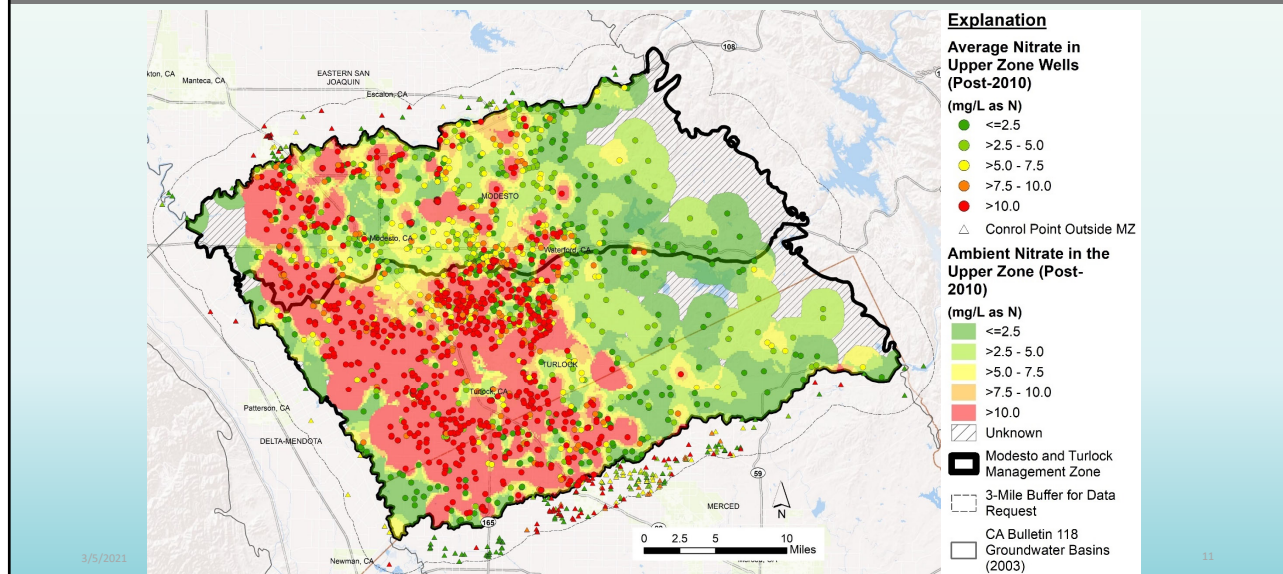 108
EASTERN SAN
JOAQUIN
kton, CA
Manteca, CA
Escalon, CA
MODESTO
Modesto, CA
Waterford, CA
TURLOCK
Turlock, CA
Patterson, CA
DELTA-MENDOTA
59
MERCED
165
N
0 2.5 5 10
Miles
Newman, CA
3/5/2021
Explanation
Average Nitrate in
Upper Zone Wells
(Post-2010)
(mg/L as N)
<=2.5
>2.5 - 5.0
>5.0 - 7.5
>7.5 - 10.0
>10.0
Conrol Point Outside MZ
Ambient Nitrate in the
Upper Zone (Post-
2010)
(mg/L as N)
<=2.5
>2.5 - 5.0
>5.0 - 7.5
>7.5 - 10.0
>10.0
Unknown
Modesto and Turlock
Management Zone
3-Mile Buffer for Data
Request
CA Bulletin 118
Groundwater Basins
(2003)
11